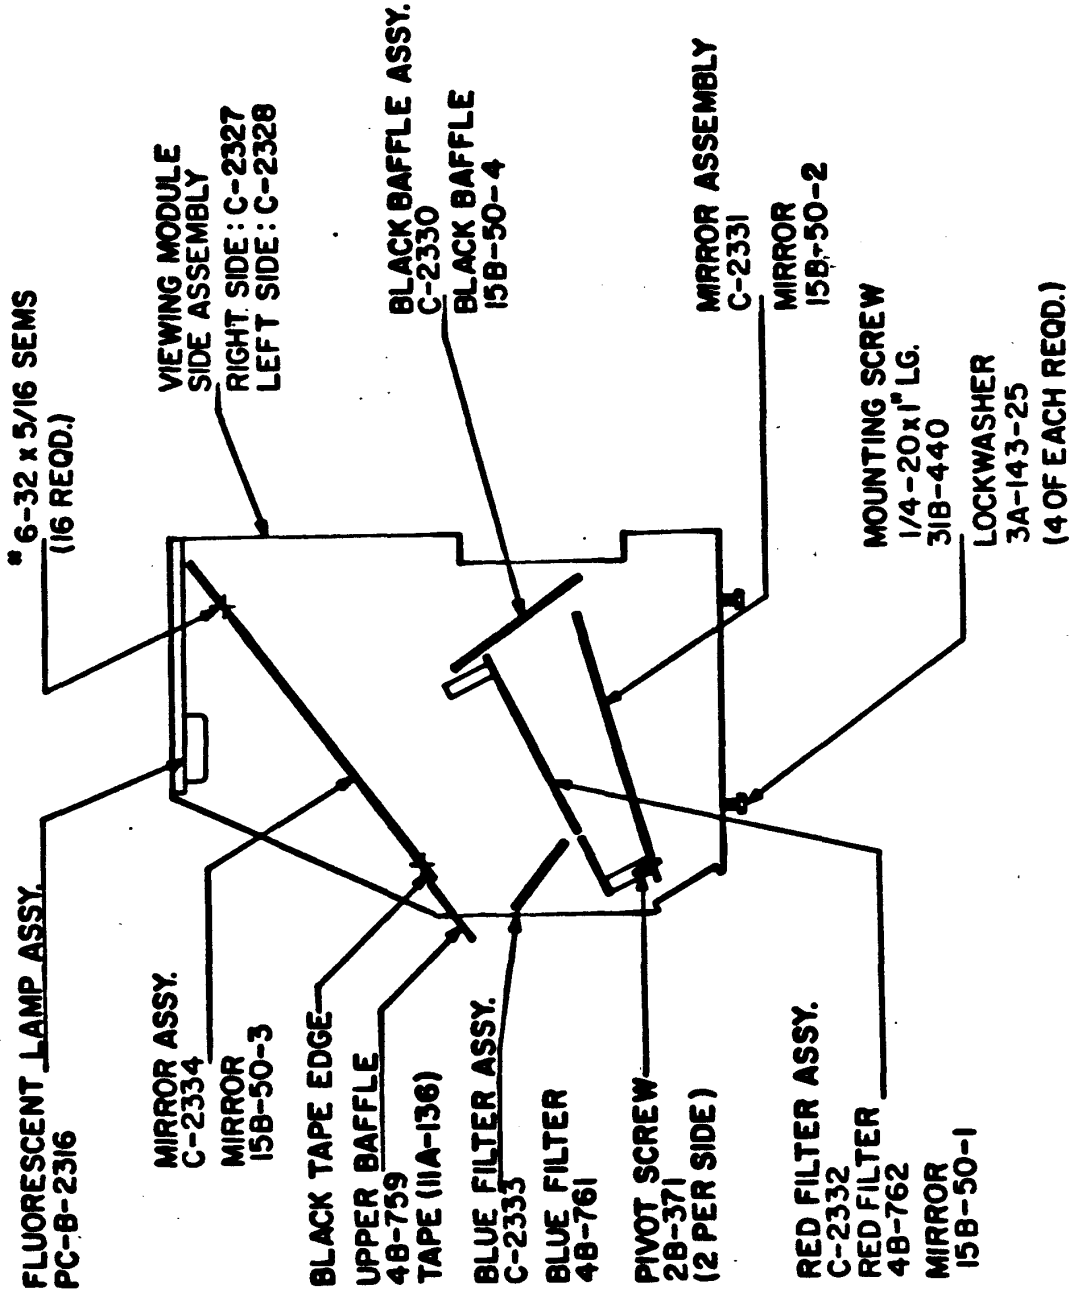 FLUORESCENT LAMP ASSY.
PC-B-2316
MIRROR ASSY.
C-2334
MIRROR
15B-50-3
BLACK TAPE EDGE
UPPER BAFFLE
4B-759
TAPE (11A-136)
BLUE FILTER ASSY.
C-2333
BLUE FILTER
4B-761
PIVOT SCREW
2B-371
(2 PER SIDE)
RED FILTER ASSY.
C-2332
RED FILTER
4B-762
MIRROR
15B-50-1
# 6-32 x 5/16 SEMS
(16 REQD.)
VIEWING MODULE
SIDE ASSEMBLY
RIGHT SIDE: C-2327
LEFT SIDE: C-2328
BLACK BAFFLE ASSY.
C-2330
BLACK BAFFLE
15B-50-4
MIRROR ASSEMBLY
C-2331
MIRROR
15B-50-2
MOUNTING SCREW
1/4-20x1" LG.
31B-440
LOCKWASHER
3A-143-25
(4 OF EACH REQD.)